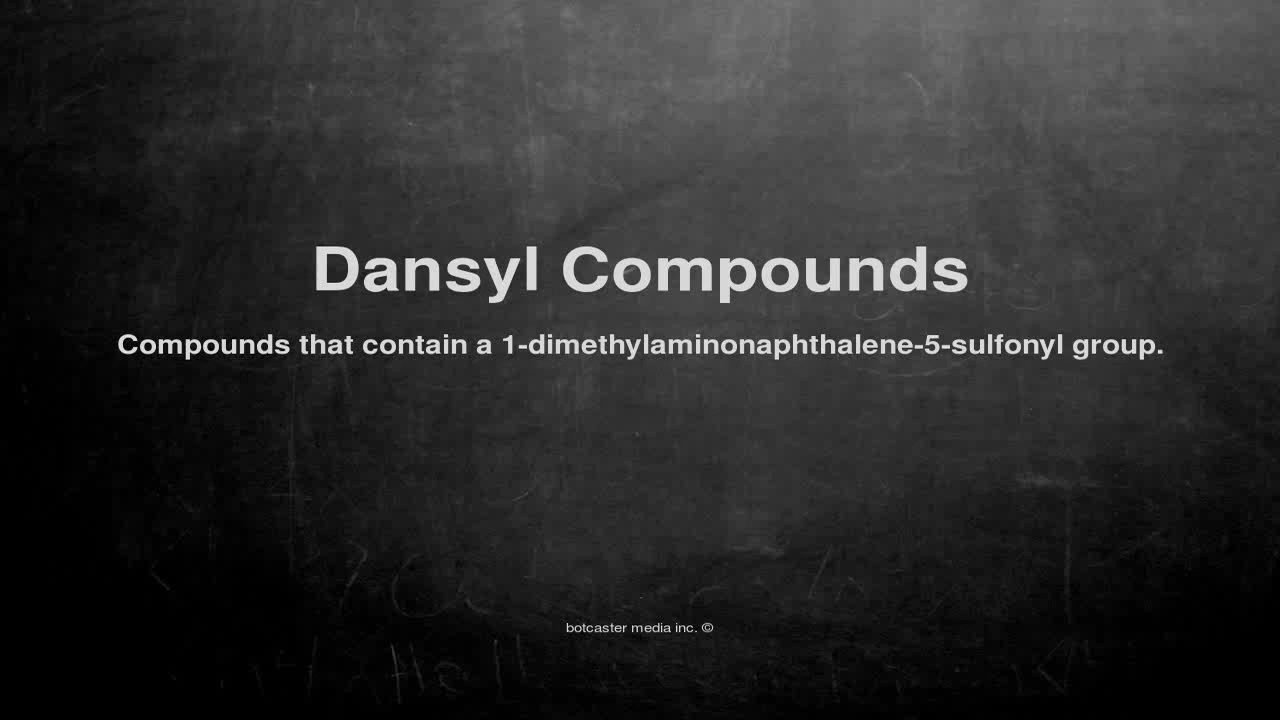 Dansyl Compounds
Compounds that contain a 1-dimethylaminonaphthalene-5-sulfonyl group.
botcaster media inc. ©